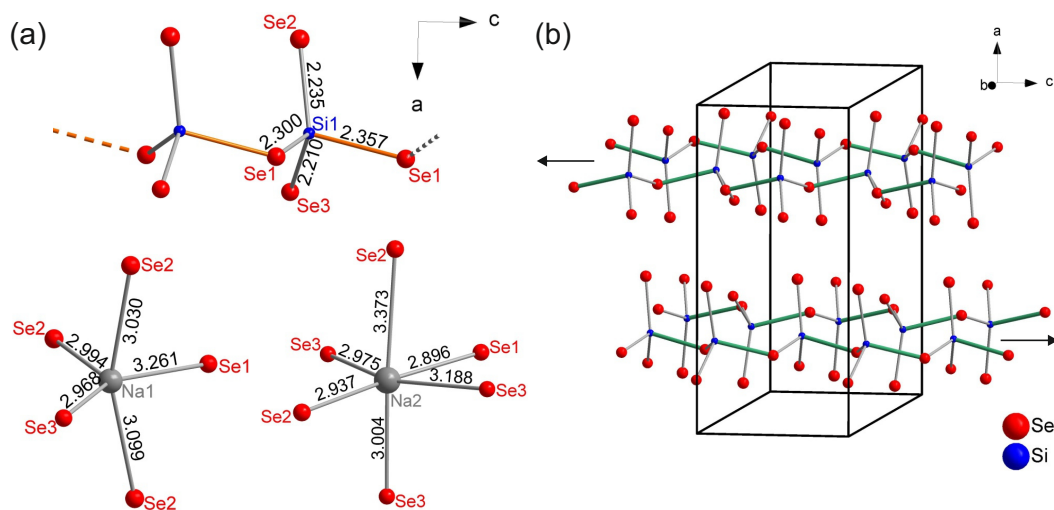 (a)
c
a
Se2
2.235
2.300
Si1
2.357
2.210
Se1
Se1
Se3
Se2
3.030
Se2
2.994
3.261
Se1
2.968
Na1
Se3
3.099
Se2
Se2
3.373
Se3
2.975
2.896
Se1
2.937
3.188
Se3
Se2
Na2
3.004
Se3
(b)
a
b
c
Se
Si